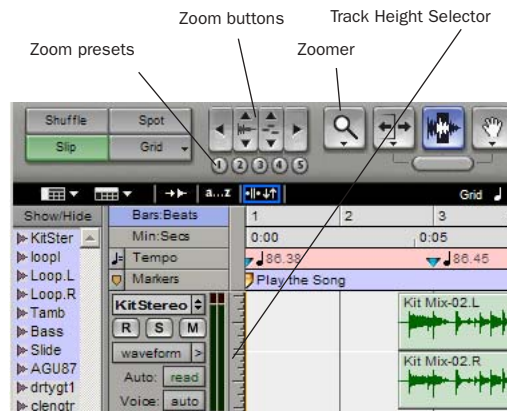 Zoom buttons
Track Height Selector
Zoom presets
Zoomer
Shuffle
Spot
Slip
Grid
1 2 3 4 5
a...z
Grid
Show/Hide
Bars:Beats
1
2
3
Min:Secs
0:00
0:05
Tempo
86.38
86.45
Markers
Play the Song
KitSter
loopl
Loop.L
Loop.R
Tamb
Bass
Slide
AGU87
drtygt1
clengtr
KitStereo
R S M
waveform >
Auto: read
Voice: auto
Kit Mix-02.L
Kit Mix-02.R